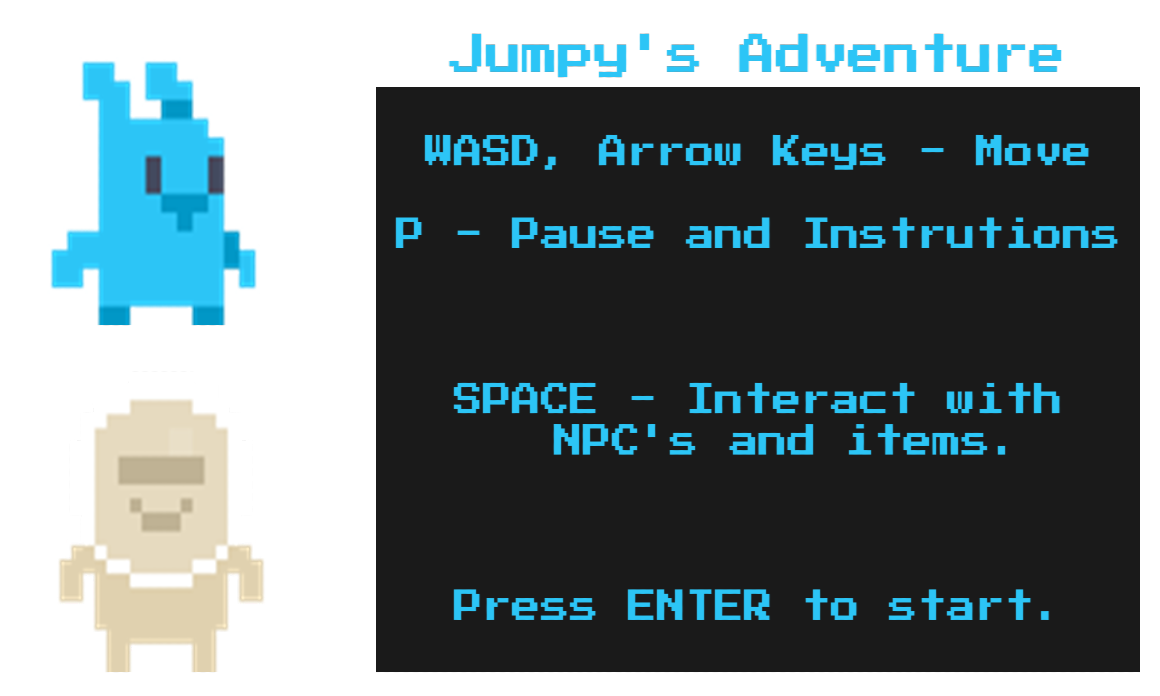 Jumpy's Adventure
WASD, Arrow Keys - Move
P - Pause and Instrutions
SPACE - Interact with
NPC's and items.
Press ENTER to start.